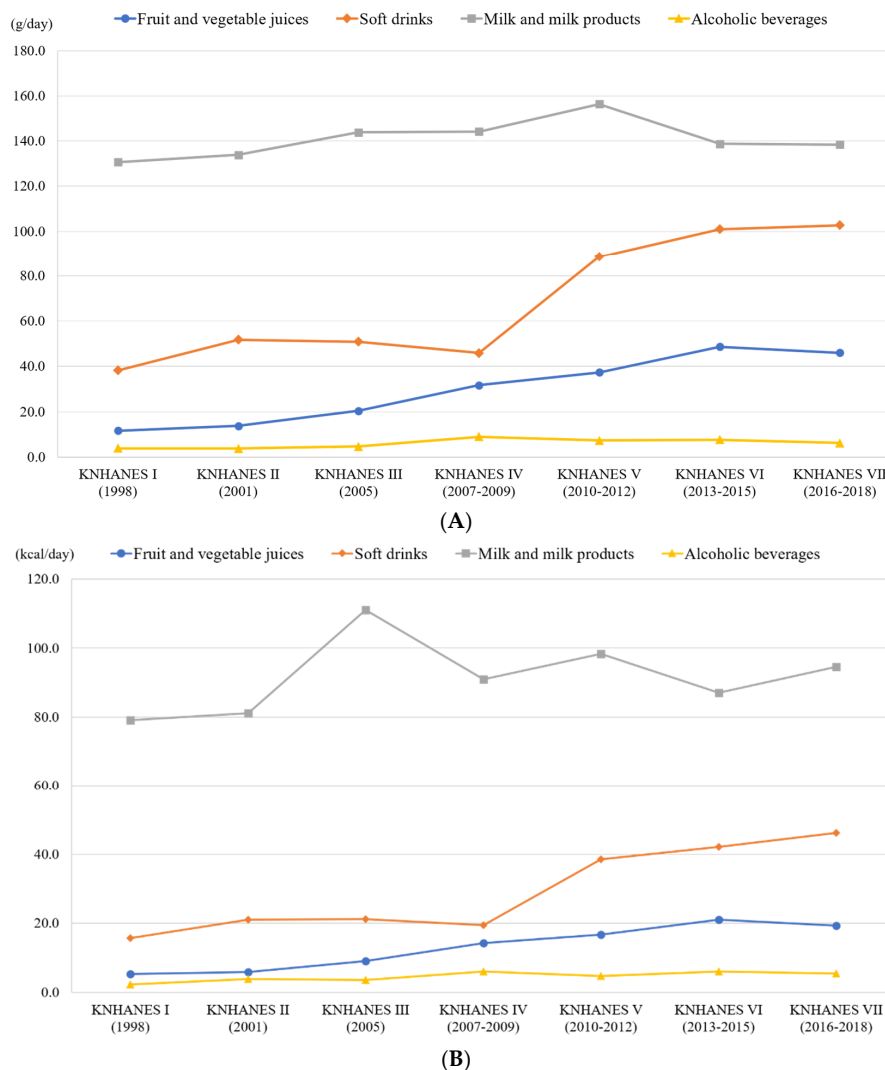 (g/day)
Fruit and vegetable juices Soft drinks Milk and milk products Alcoholic beverages
180.0
160.0
140.0
120.0
100.0
80.0
60.0
40.0
20.0
0.0
KNHANES I KNHANES II KNHANES III KNHANES IV KNHANES V KNHANES VI KNHANES VII
(1998) (2001) (2005) (2007-2009) (2010-2012) (2013-2015) (2016-2018)
(A)
(kcal/day)
Fruit and vegetable juices Soft drinks Milk and milk products Alcoholic beverages
120.0
100.0
80.0
60.0
40.0
20.0
0.0
KNHANES I KNHANES II KNHANES III KNHANES IV KNHANES V KNHANES VI KNHANES VII
(1998) (2001) (2005) (2007-2009) (2010-2012) (2013-2015) (2016-2018)
(B)